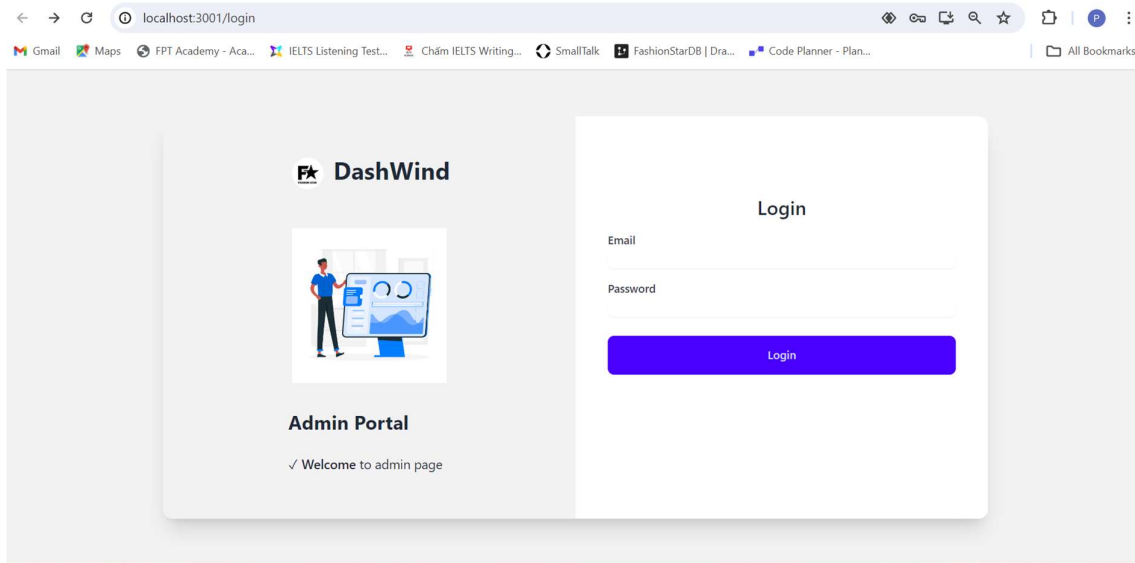 localhost:3001/login
Gmail Maps FPT Academy - Aca... IELTS Listening Test... Chấm IELTS Writing... SmallTalk FashionStarDB | Dra... Code Planner - Plan... All Bookmarks
P
DashWind
Admin Portal
✓ Welcome to admin page
Login
Email
Password
Login